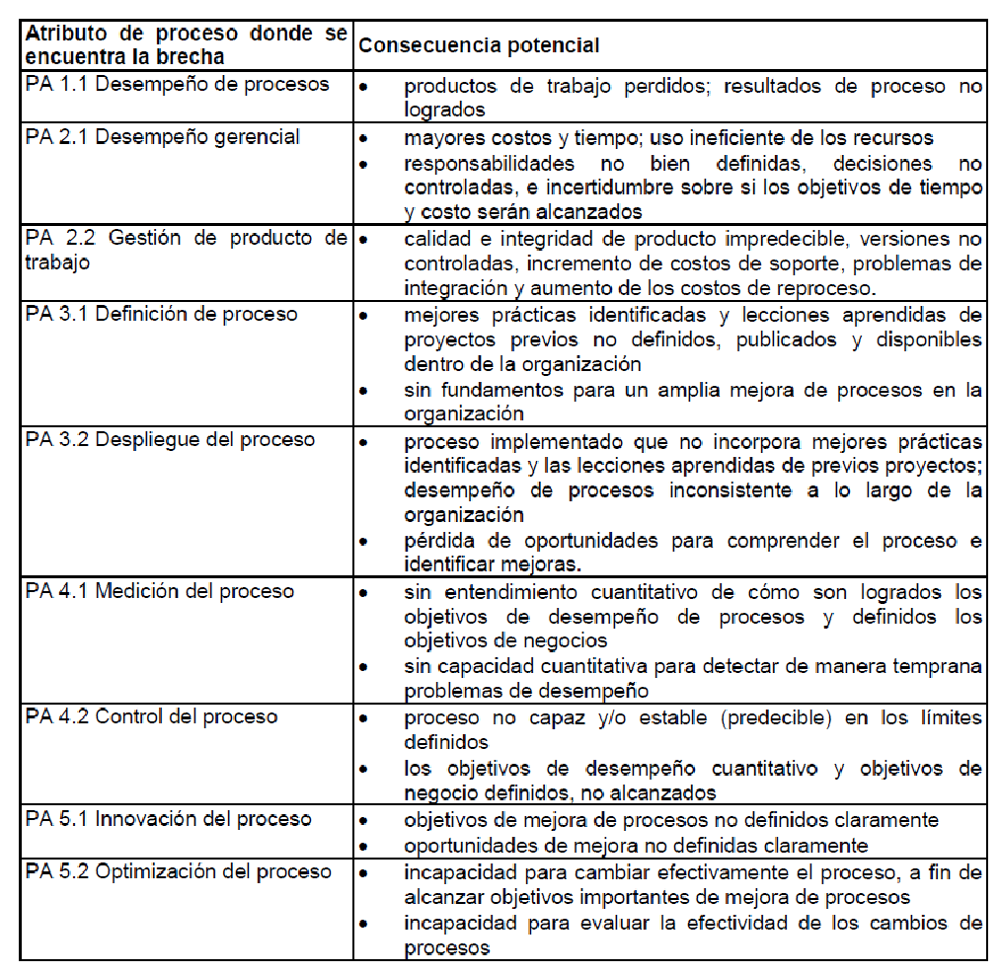 Atributo de proceso donde se
encuentra la brecha
Consecuencia potencial
PA 1.1 Desempeño de procesos
• productos de trabajo perdidos; resultados de proceso no
logrados
PA 2.1 Desempeño gerencial
• mayores costos y tiempo; uso ineficiente de los recursos
• responsabilidades no bien definidas, decisiones no
controladas, e incertidumbre sobre si los objetivos de tiempo
y costo serán alcanzados
PA 2.2 Gestión de producto de
trabajo
• calidad e integridad de producto impredecible, versiones no
controladas, incremento de costos de soporte, problemas de
integración y aumento de los costos de reproceso.
PA 3.1 Definición de proceso
• mejores prácticas identificadas y lecciones aprendidas de
proyectos previos no definidos, publicados y disponibles
dentro de la organización
• sin fundamentos para un amplia mejora de procesos en la
organización
PA 3.2 Despliegue del proceso
• proceso implementado que no incorpora mejores prácticas
identificadas y las lecciones aprendidas de previos proyectos;
desempeño de procesos inconsistente a lo largo de la
organización
• pérdida de oportunidades para comprender el proceso e
identificar mejoras.
PA 4.1 Medición del proceso
• sin entendimiento cuantitativo de cómo son logrados los
objetivos de desempeño de procesos y definidos los
objetivos de negocios
• sin capacidad cuantitativa para detectar de manera temprana
problemas de desempeño
PA 4.2 Control del proceso
• proceso no capaz y/o estable (predecible) en los límites
definidos
• los objetivos de desempeño cuantitativo y objetivos de
negocio definidos, no alcanzados
PA 5.1 Innovación del proceso
• objetivos de mejora de procesos no definidos claramente
• oportunidades de mejora no definidas claramente
PA 5.2 Optimización del proceso
• incapacidad para cambiar efectivamente el proceso, a fin de
alcanzar objetivos importantes de mejora de procesos
• incapacidad para evaluar la efectividad de los cambios de
procesos